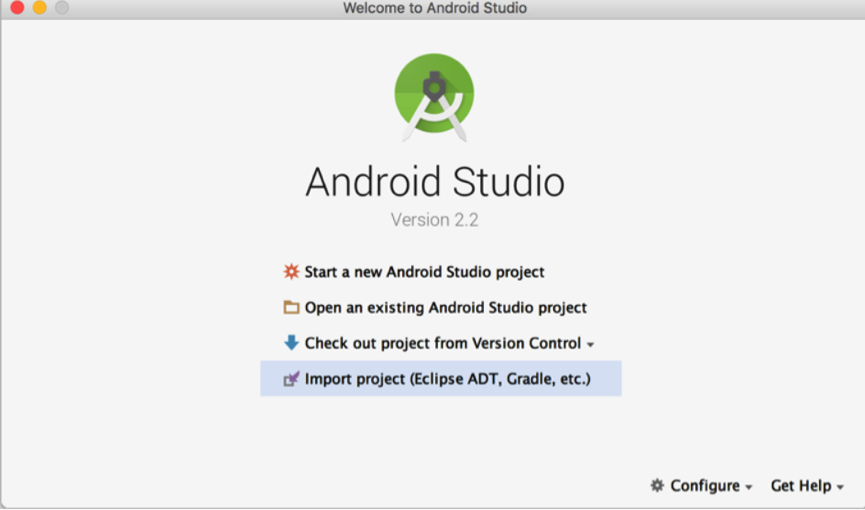 Welcome to Android Studio
Android Studio
Version 2.2
Start a new Android Studio project
Open an existing Android Studio project
Check out project from Version Control
Import project (Eclipse ADT, Gradle, etc.)
Configure Get Help